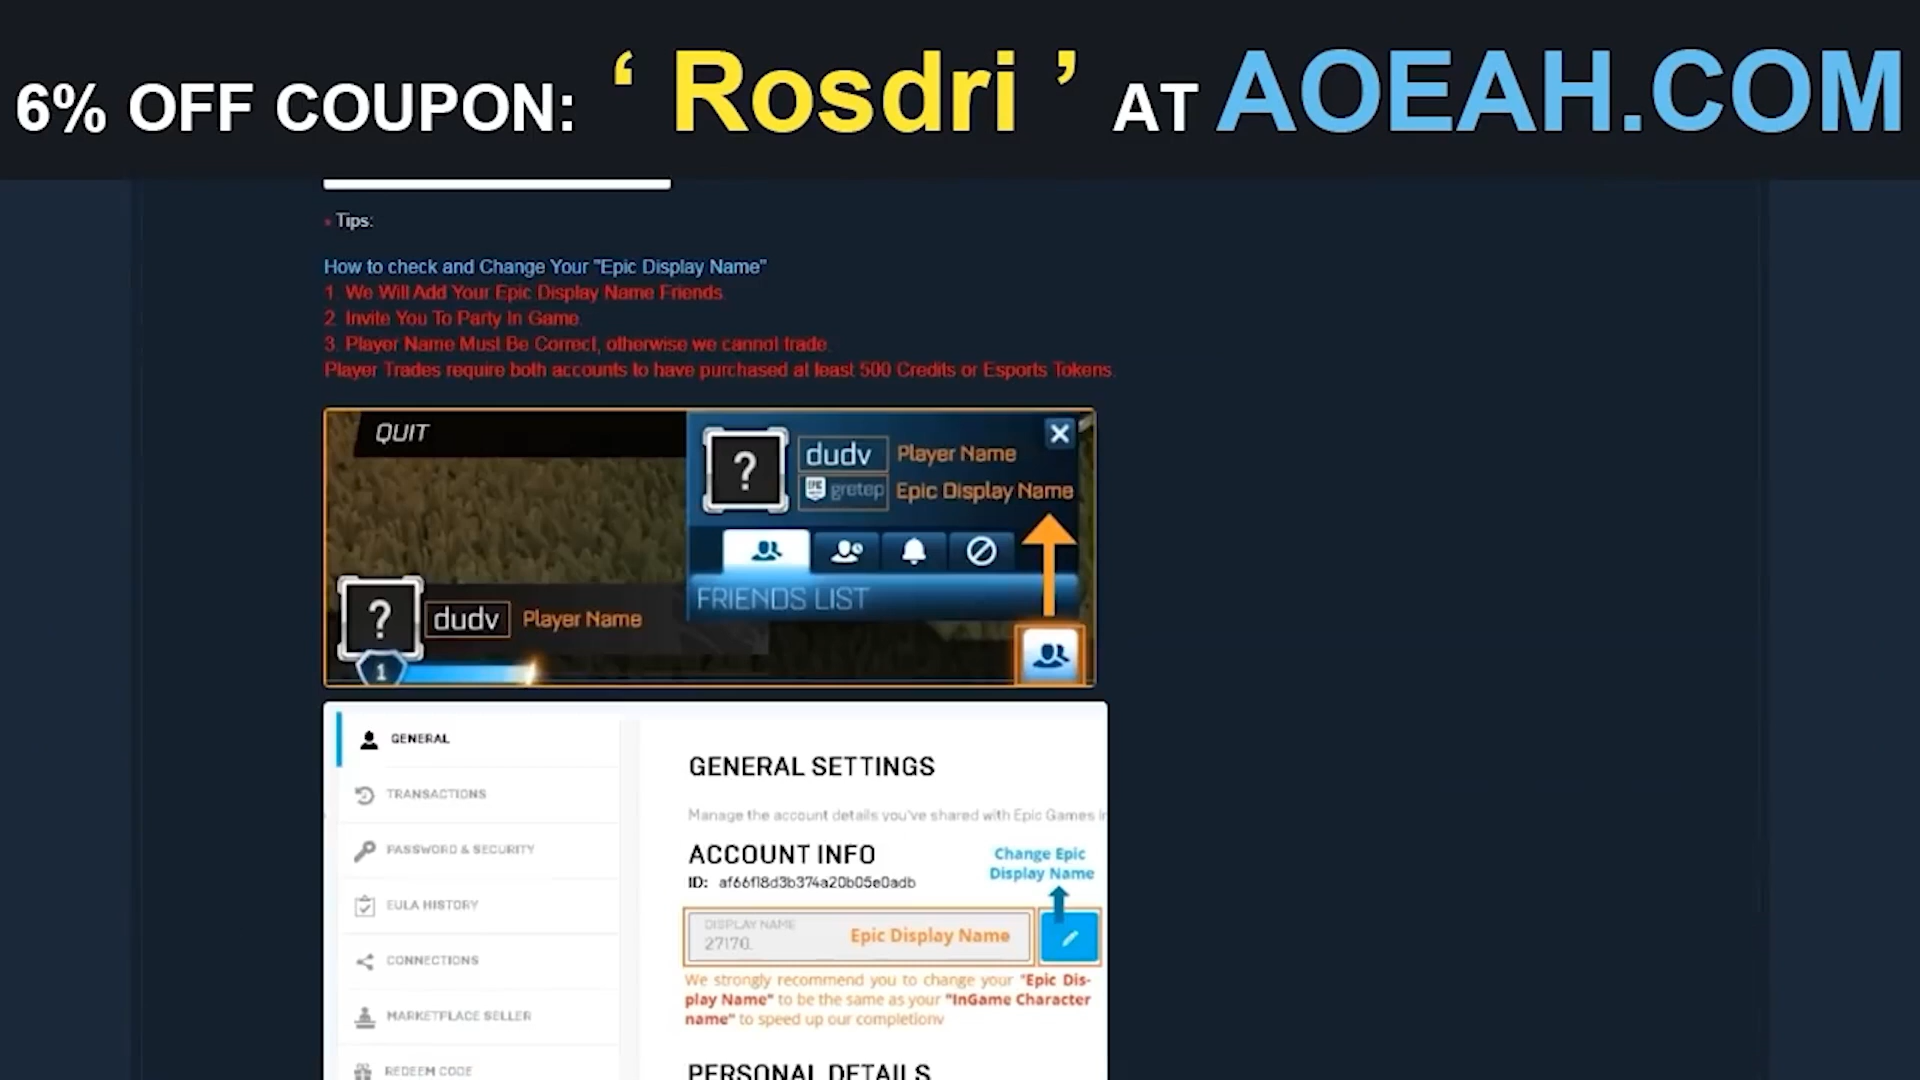 6% OFF COUPON: ‘ Rosdri ’ AT AOEAH.COM
* Tips:
How to check and Change Your "Epic Display Name"
1. We Will Add Your Epic Display Name Friends.
2. Invite You To Party In Game.
3. Player Name Must Be Correct, otherwise we cannot trade.
Player Trades require both accounts to have purchased at least 500 Credits or Esports Tokens.
QUIT
? dudv Player Name
EPIC gretep Epic Display Name
FRIENDS LIST
? dudv Player Name
1
GENERAL
TRANSACTIONS
PASSWORD & SECURITY
EULA HISTORY
CONNECTIONS
MARKETPLACE SELLER
REDEEM CODE
GENERAL SETTINGS
Manage the account details you've shared with Epic Games
ACCOUNT INFO
ID: af66f18d3b374a20b05e0adb
Change Epic
Display Name
DISPLAY NAME
27170.
Epic Display Name
We strongly recommend you to change your "Epic Dis-
play Name" to be the same as your "InGame Character
name" to speed up our completionv
PERSONAL DETAILS